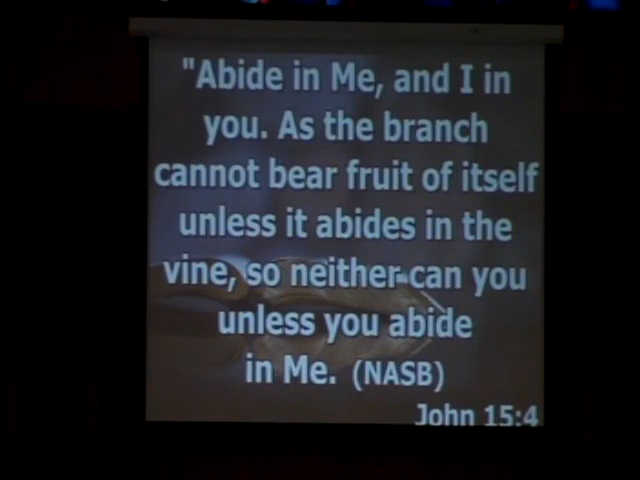 "Abide in Me, and I in
you. As the branch
cannot bear fruit of itself
unless it abides in the
vine, so neither can you
unless you abide
in Me. (NASB)
John 15:4